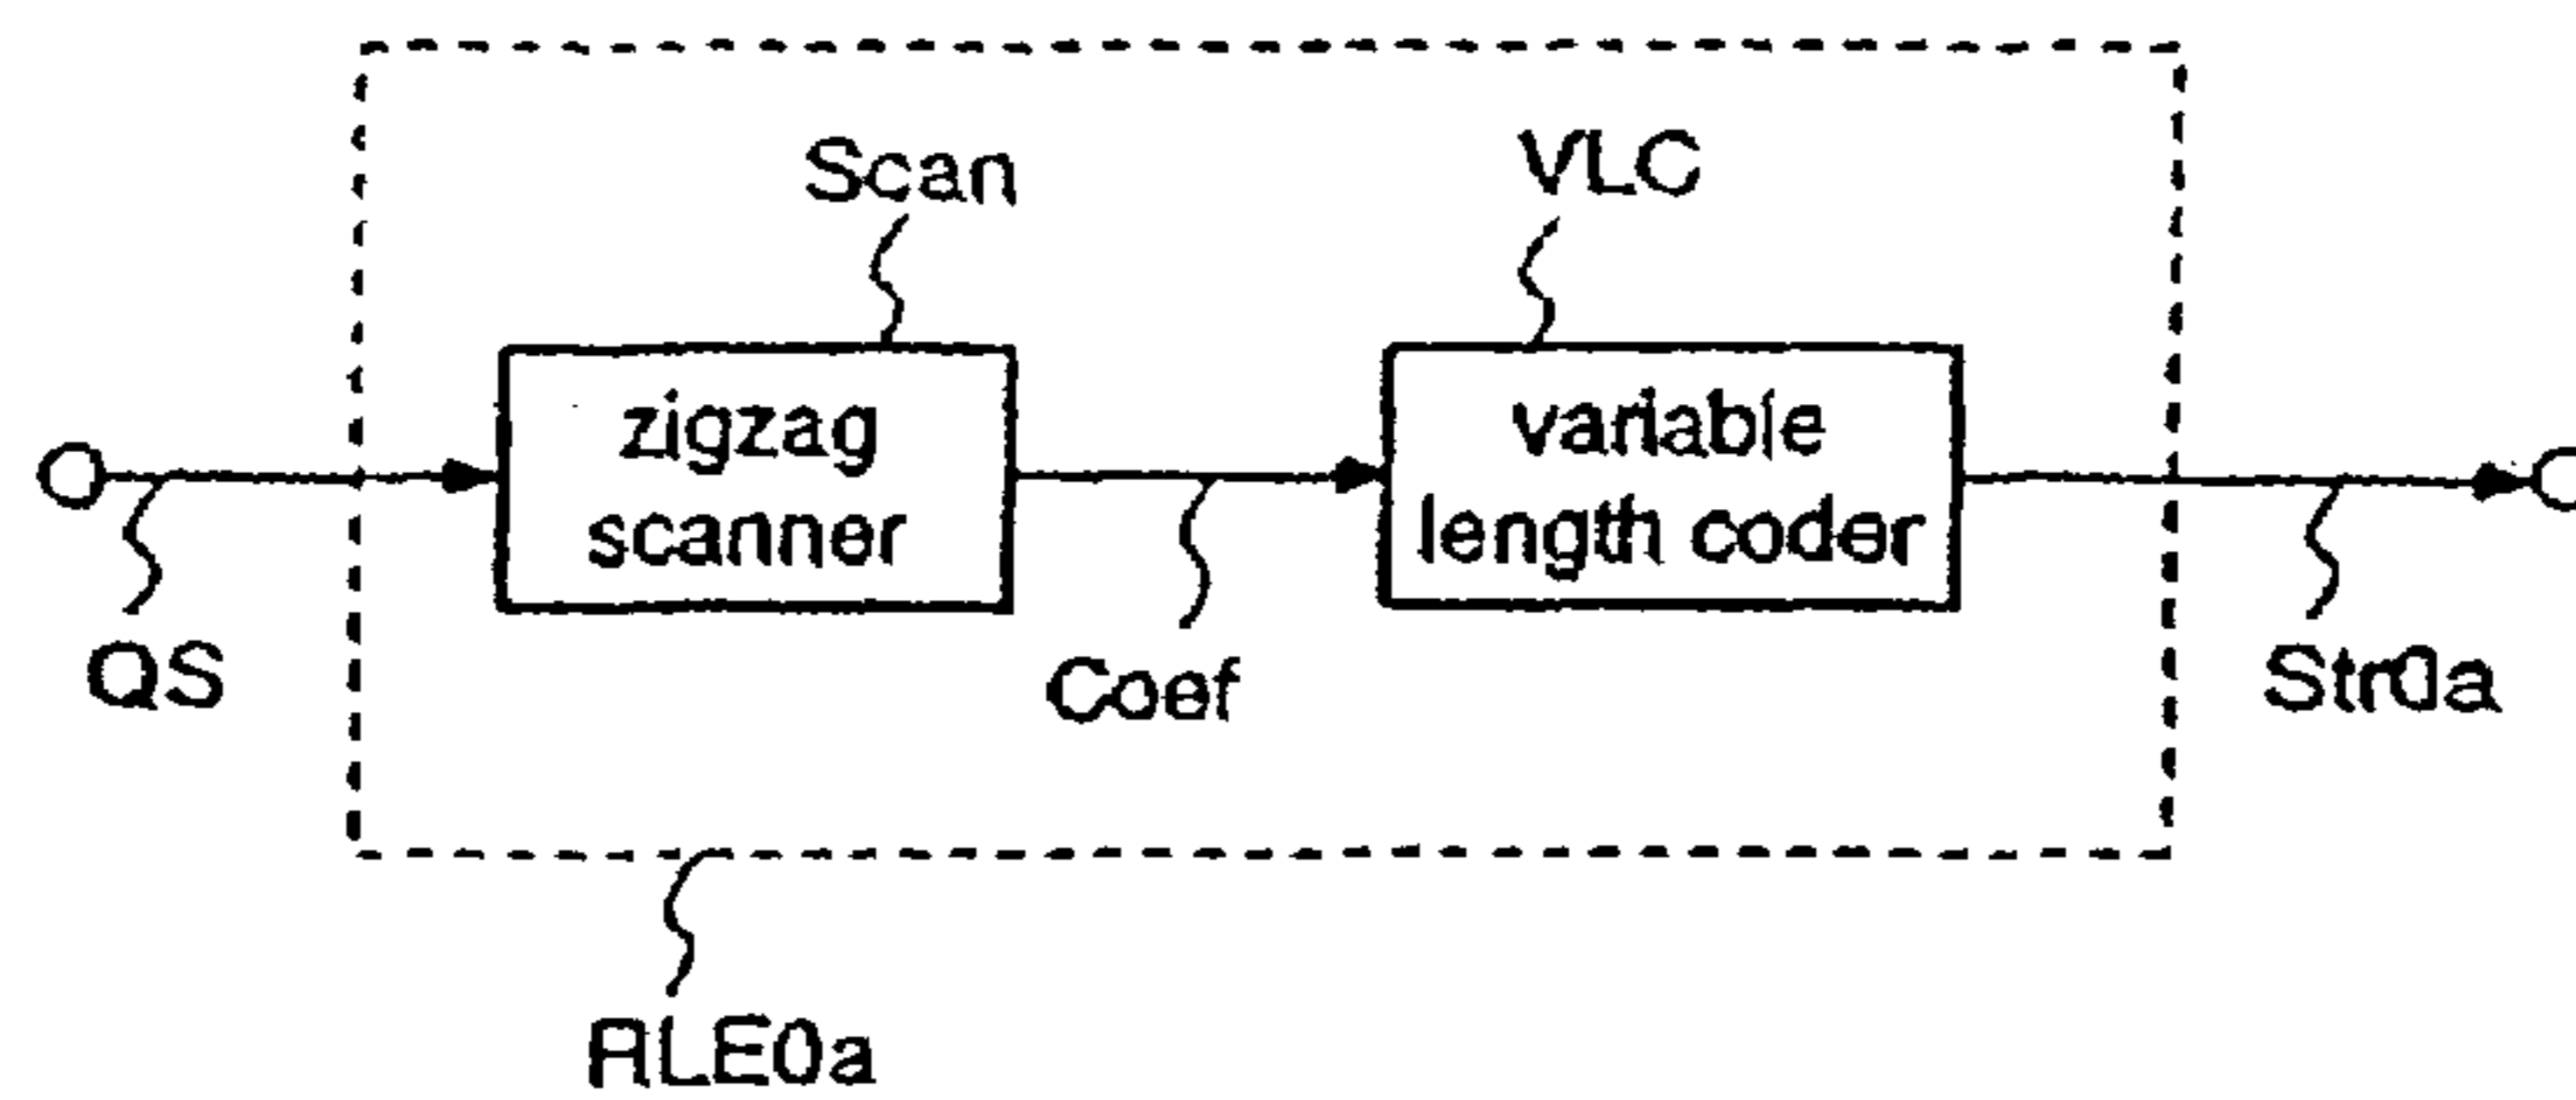 Scan
VLC
zigzag
scanner
variable
length coder
QS
Coef
Str0a
RLE0a